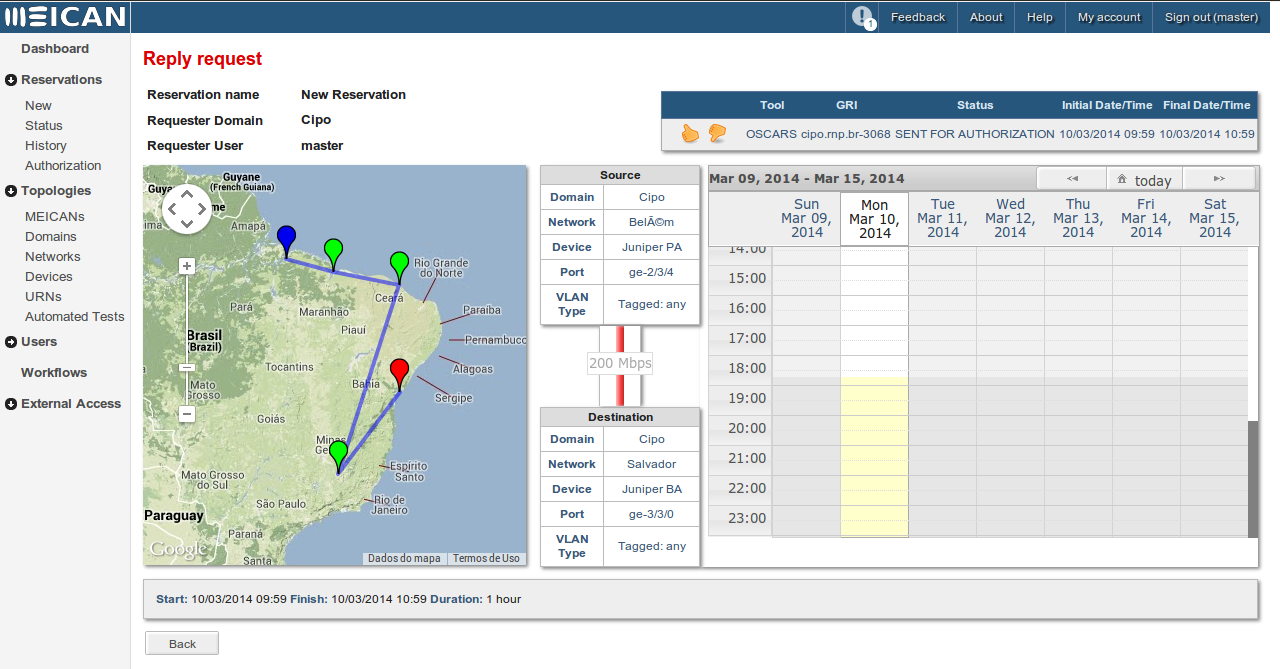 MEICAN
1
Feedback
About
Help
My account
Sign out (master)
Dashboard
Reservations
New
Status
History
Authorization
Topologies
MEICANs
Domains
Networks
Devices
URNs
Automated Tests
Users
Workflows
External Access
Reply request
Reservation name New Reservation
Requester Domain Cipo
Requester User master
Tool GRI Status Initial Date/Time Final Date/Time
OSCARS cipo.rnp.br-3068 SENT FOR AUTHORIZATION 10/03/2014 09:59 10/03/2014 10:59
Guyane
(French Guiana)
Amapá
Rio Grande
do Norte
Ceará
Pará
Maranhão
Paraíba
Piauí
Pernambuco
Brasil
(Brazil)
Tocantins
Alagoas
Bahia
Mato
Grosso
Sergipe
Goiás
Minas
Espírito
Santo
Mato Grosso
do Sul
São Paulo
Rio de
Janeiro
Paraguay
Paraná
Google
Santa
Dados do mapa
Termos de Uso
Source
Domain Cipo
Network BelÃ©m
Device Juniper PA
Port ge-2/3/4
VLAN
Type
Tagged: any
200 Mbps
Destination
Domain Cipo
Network Salvador
Device Juniper BA
Port ge-3/3/0
VLAN
Type
Tagged: any
Mar 09, 2014 - Mar 15, 2014
today
Sun Mon Tue Wed Thu Fri Sat
Mar 09, Mar 10, Mar 11, Mar 12, Mar 13, Mar 14, Mar 15,
2014 2014 2014 2014 2014 2014 2014
14:00
15:00
16:00
17:00
18:00
19:00
20:00
21:00
22:00
23:00
Start: 10/03/2014 09:59 Finish: 10/03/2014 10:59 Duration: 1 hour
Back